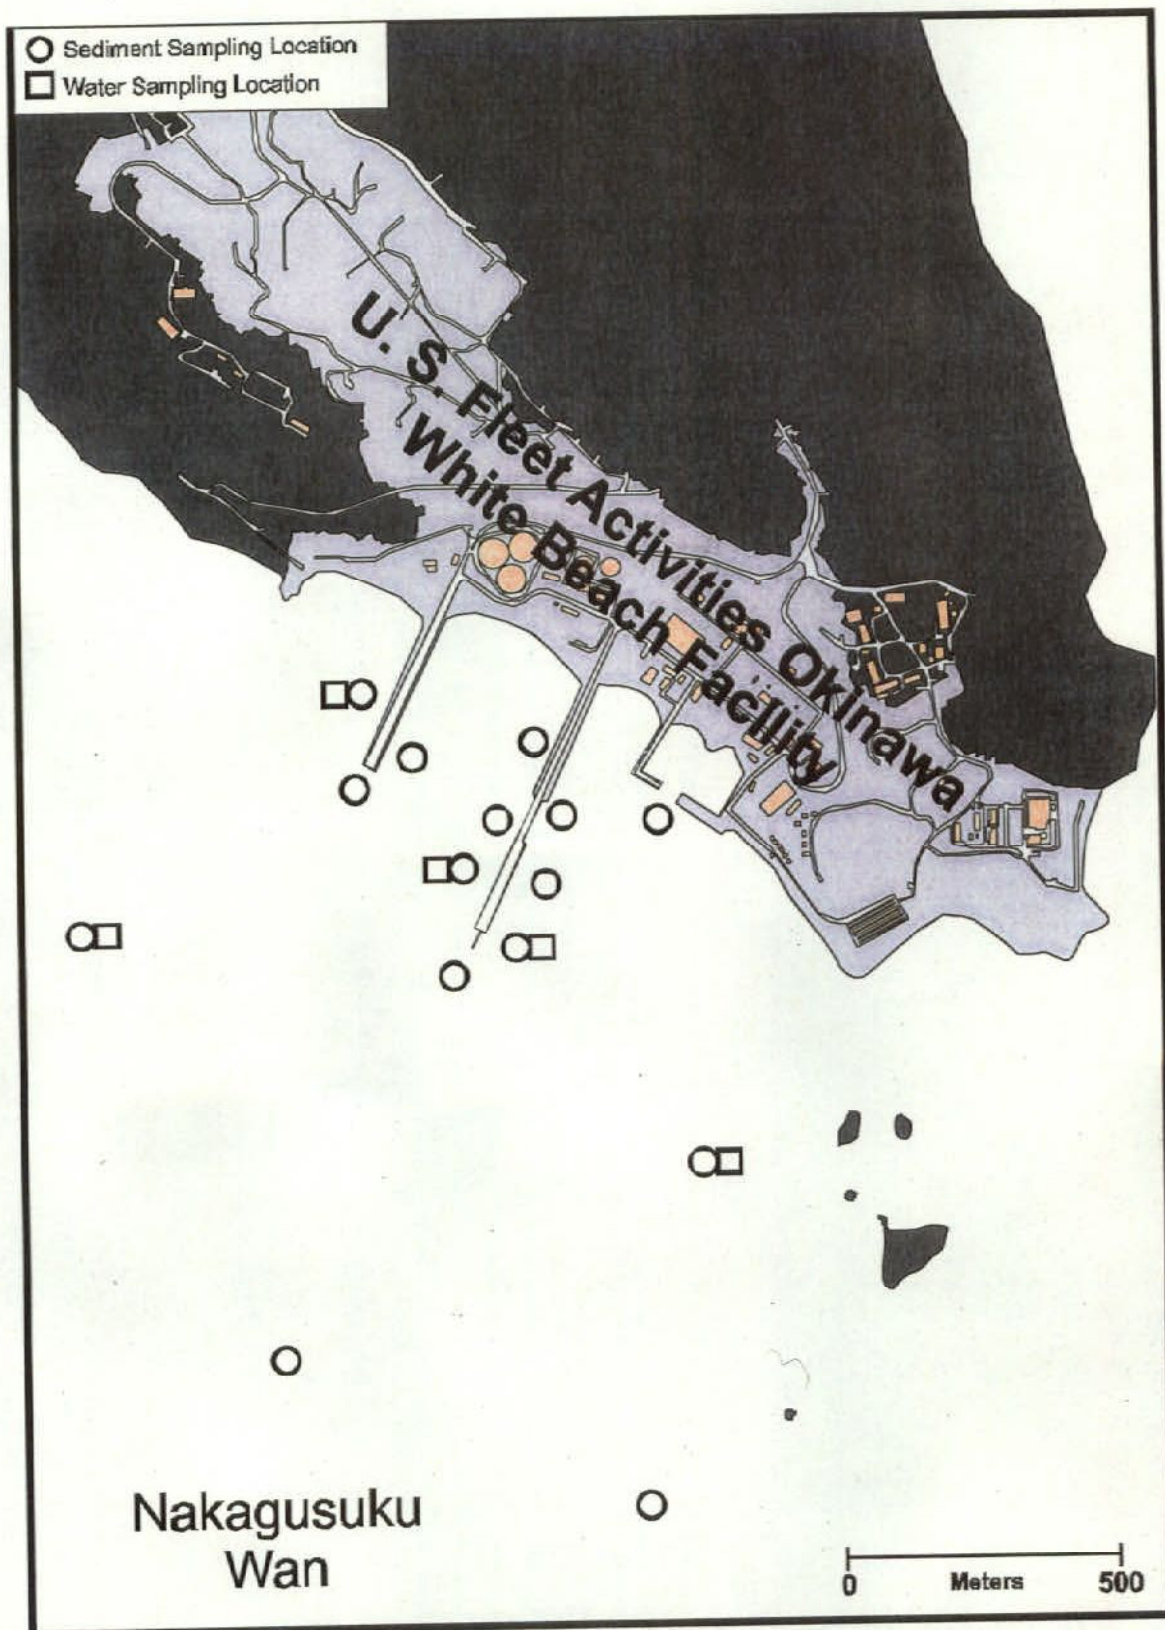 Sediment Sampling Location
Water Sampling Location
U. S. Fleet Activities Okinawa
White Beach Facility
Nakagusuku
Wan
0 Meters 500